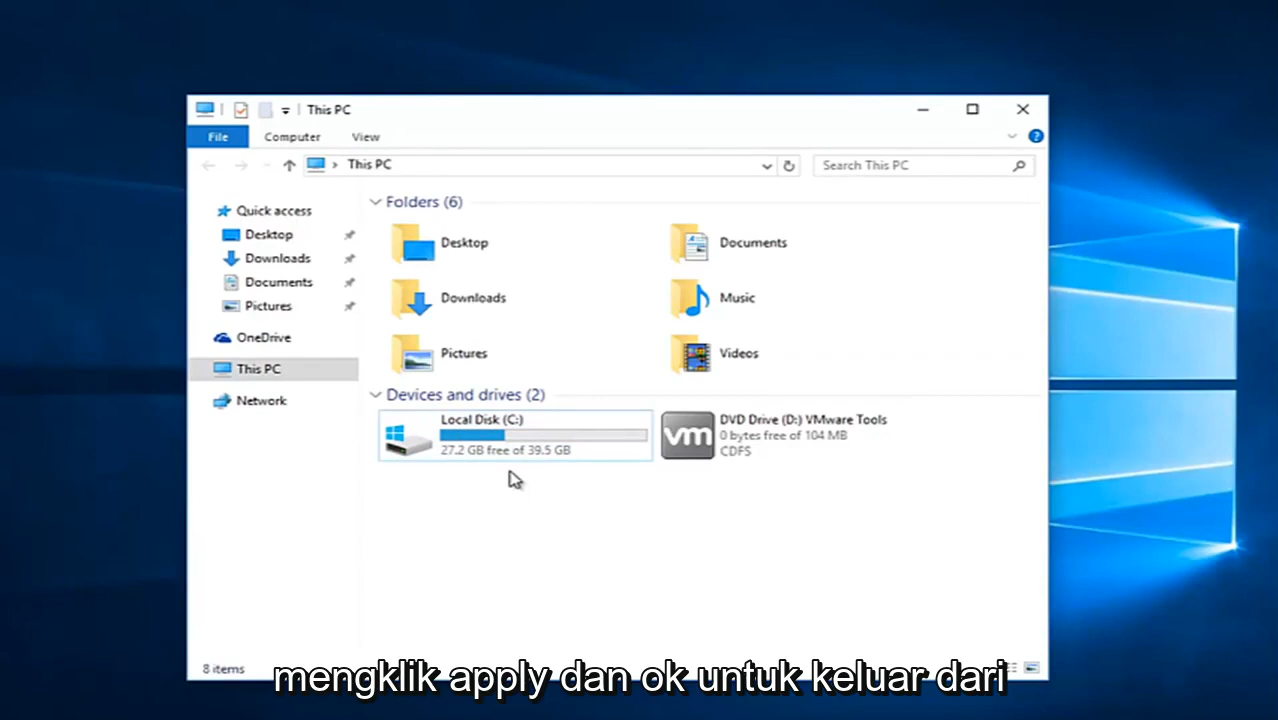 This PC
File Computer View
This PC
Search This PC
Quick access
Desktop
Downloads
Documents
Pictures
OneDrive
This PC
Network
Folders (6)
Desktop
Documents
Downloads
Music
Pictures
Videos
Devices and drives (2)
Local Disk (C:)
27.2 GB free of 39.5 GB
vm
DVD Drive (D:) VMware Tools
0 bytes free of 104 MB
CDFS
8 items
mengklik apply dan ok untuk keluar dari